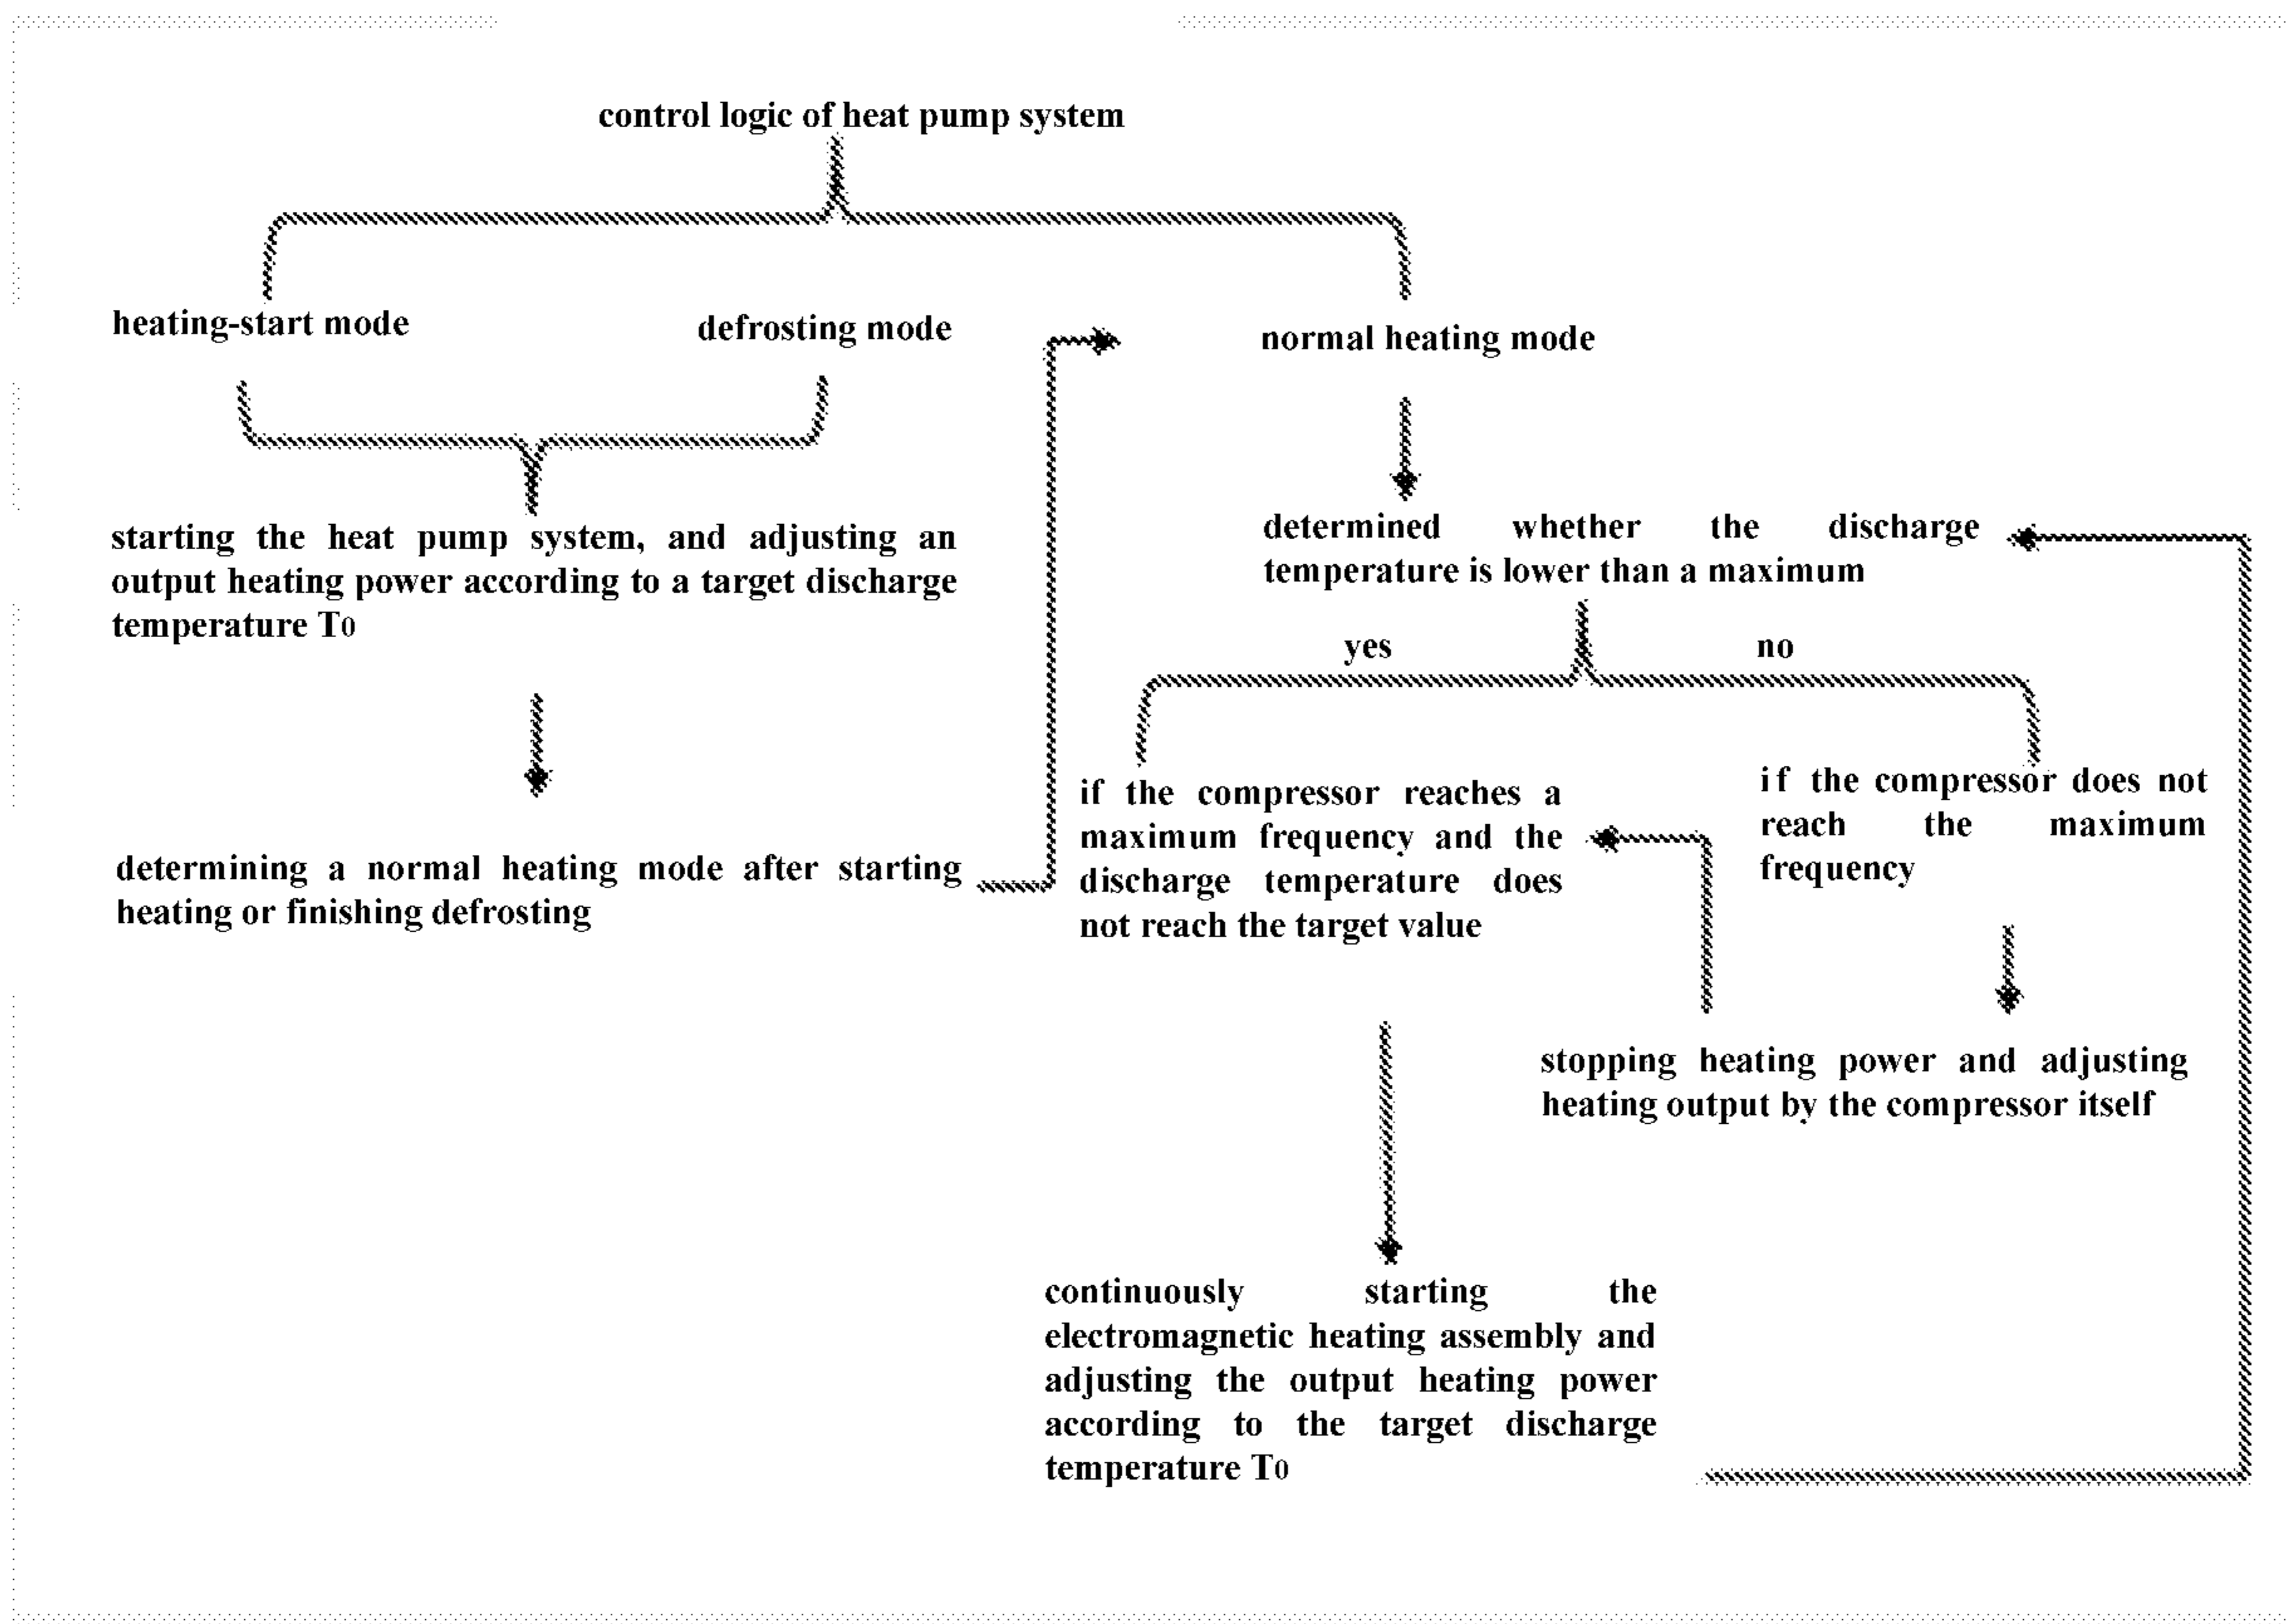 control logic of heat pump system
heating-start mode
defrosting mode
normal heating mode
starting the heat pump system, and adjusting an
output heating power according to a target discharge
temperature T0
determined whether the discharge
temperature is lower than a maximum
yes
no
determining a normal heating mode after starting
heating or finishing defrosting
if the compressor reaches a
maximum frequency and the
discharge temperature does
not reach the target value
if the compressor does not
reach the maximum
frequency
stopping heating power and adjusting
heating output by the compressor itself
continuously starting the
electromagnetic heating assembly and
adjusting the output heating power
according to the target discharge
temperature T0